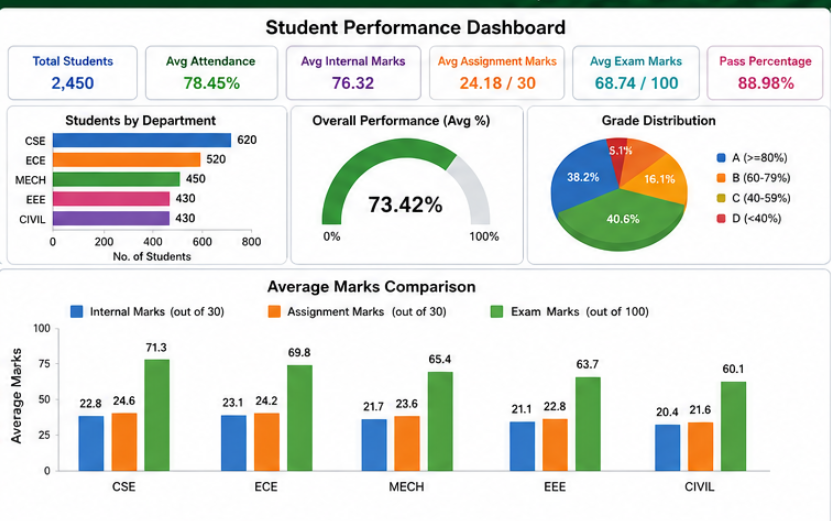 Student Performance Dashboard
Total Students
2,450
Avg Attendance
78.45%
Avg Internal Marks
76.32
Avg Assignment Marks
24.18 / 30
Avg Exam Marks
68.74 / 100
Pass Percentage
88.98%
Students by Department
CSE 620
ECE 520
MECH 450
EEE 430
CIVIL 430
0 200 400 600 800
No. of Students
Overall Performance (Avg %)
73.42%
0% 100%
Grade Distribution
5.1%
38.2%
16.1%
40.6%
A (>=80%)
B (60-79%)
C (40-59%)
D (<40%)
Average Marks Comparison
Internal Marks (out of 30) Assignment Marks (out of 30) Exam Marks (out of 100)
Average Marks
100
75
50
25
0
22.8 24.6 71.3
23.1 24.2 69.8
21.7 23.6 65.4
21.1 22.8 63.7
20.4 21.6 60.1
CSE ECE MECH EEE CIVIL